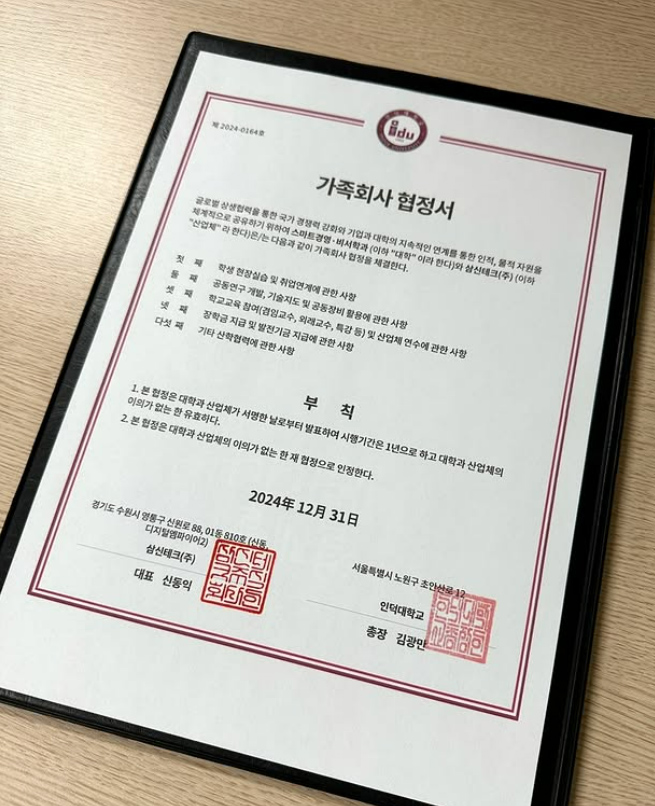 제 2024-0164호
edu
가족회사 협정서
글로벌 상생협력을 통한 국가 경쟁력 강화와 기업과 대학의 지속적인 연계를 통한 인적, 물적 자원을
체계적으로 공유하기 위하여 스마트경영·비서학과 (이하 "대학" 이라 한다)와 삼신테크(주) (이하
"산업체" 라 한다)은/는 다음과 같이 가족회사 협정을 체결한다.
첫 째 학생 현장실습 및 취업연계에 관한 사항
둘 째 공동연구 개발, 기술지도 및 공동장비 활용에 관한 사항
셋 째 학교교육 참여(겸임교수, 외래교수, 특강 등) 및 산업체 연수에 관한 사항
넷 째 장학금 지급 및 발전기금 지급에 관한 사항
다섯 째 기타 산학협력에 관한 사항
부 칙
1. 본 협정은 대학과 산업체가 서명한 날로부터 발표하여 시행기간은 1년으로 하고 대학과 산업체의
이의가 없는 한 유효하다.
2. 본 협정은 대학과 산업체의 이의가 없는 한 재 협정으로 인정한다.
2024年 12月 31日
경기도 수원시 영통구 신원로 88, 01동 810호 (신동,
디지털엠파이어2)
삼신테크(주)
대표 신동익
서울특별시 노원구 초안산로 12
인덕대학교
총장 김광만